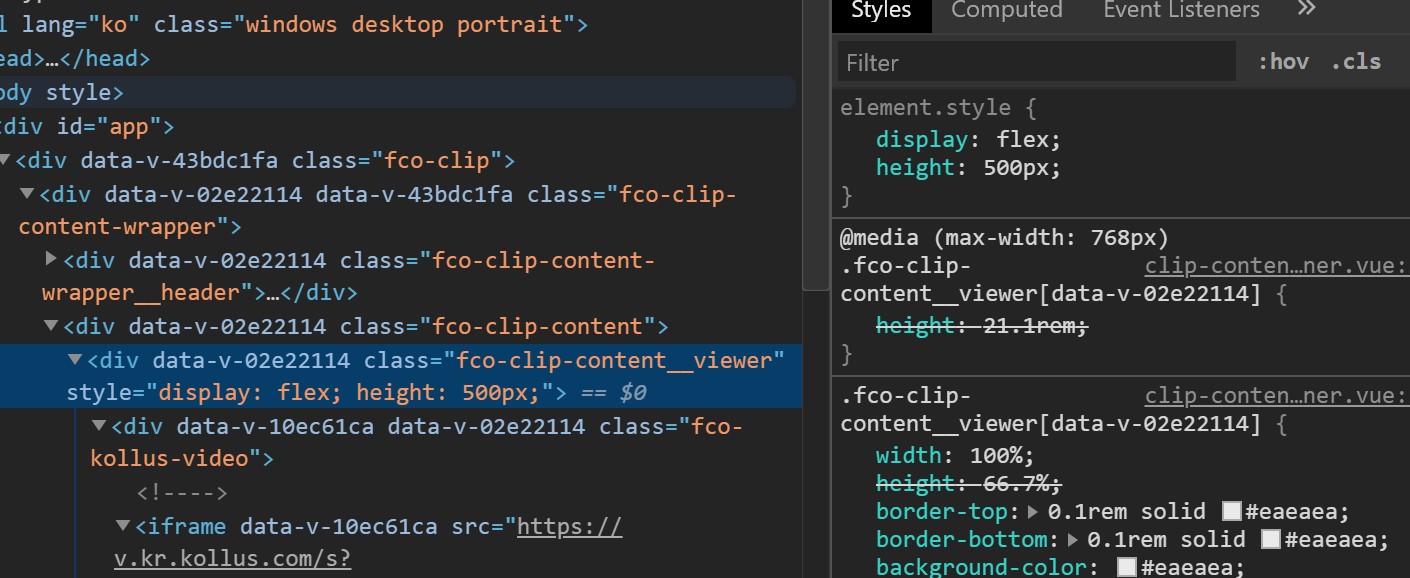 l lang="ko" class="windows desktop portrait">
ead>…</head>
ody style>
div id="app">
<div data-v-43bdc1fa class="fco-clip">
<div data-v-02e22114 data-v-43bdc1fa class="fco-clip-
content-wrapper">
<div data-v-02e22114 class="fco-clip-content-
wrapper__header">…</div>
<div data-v-02e22114 class="fco-clip-content">
<div data-v-02e22114 class="fco-clip-content__viewer"
style="display: flex; height: 500px;"> == $0
<div data-v-10ec61ca data-v-02e22114 class="fco-
kollus-video">
<!---->
<iframe data-v-10ec61ca src="https://
v.kr.kollus.com/s?
Styles Computed Event Listeners »
Filter :hov .cls
element.style {
display: flex;
height: 500px;
}
@media (max-width: 768px)
.fco-clip- clip-conten…ner.vue:
content__viewer[data-v-02e22114] {
height: 21.1rem;
}
.fco-clip- clip-conten…ner.vue:
content__viewer[data-v-02e22114] {
width: 100%;
height: 66.7%;
border-top: 0.1rem solid #eaeaea;
border-bottom: 0.1rem solid #eaeaea;
background-color: #eaeaea;